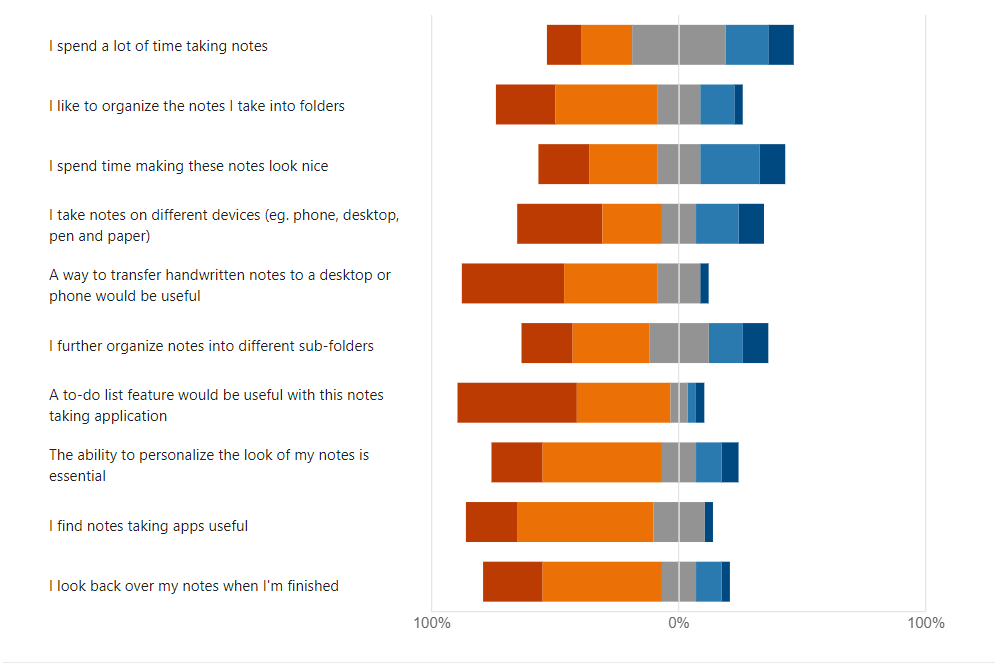 I spend a lot of time taking notes
I like to organize the notes I take into folders
I spend time making these notes look nice
I take notes on different devices (eg. phone, desktop,
pen and paper)
A way to transfer handwritten notes to a desktop or
phone would be useful
I further organize notes into different sub-folders
A to-do list feature would be useful with this notes
taking application
The ability to personalize the look of my notes is
essential
I find notes taking apps useful
I look back over my notes when I'm finished
100% 0% 100%